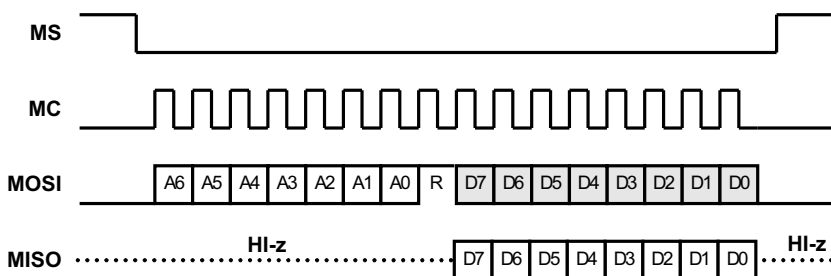 MS
MC
MOSI A6 A5 A4 A3 A2 A1 A0 R D7 D6 D5 D4 D3 D2 D1 D0
HI-z HI-z
MISO D7 D6 D5 D4 D3 D2 D1 D0